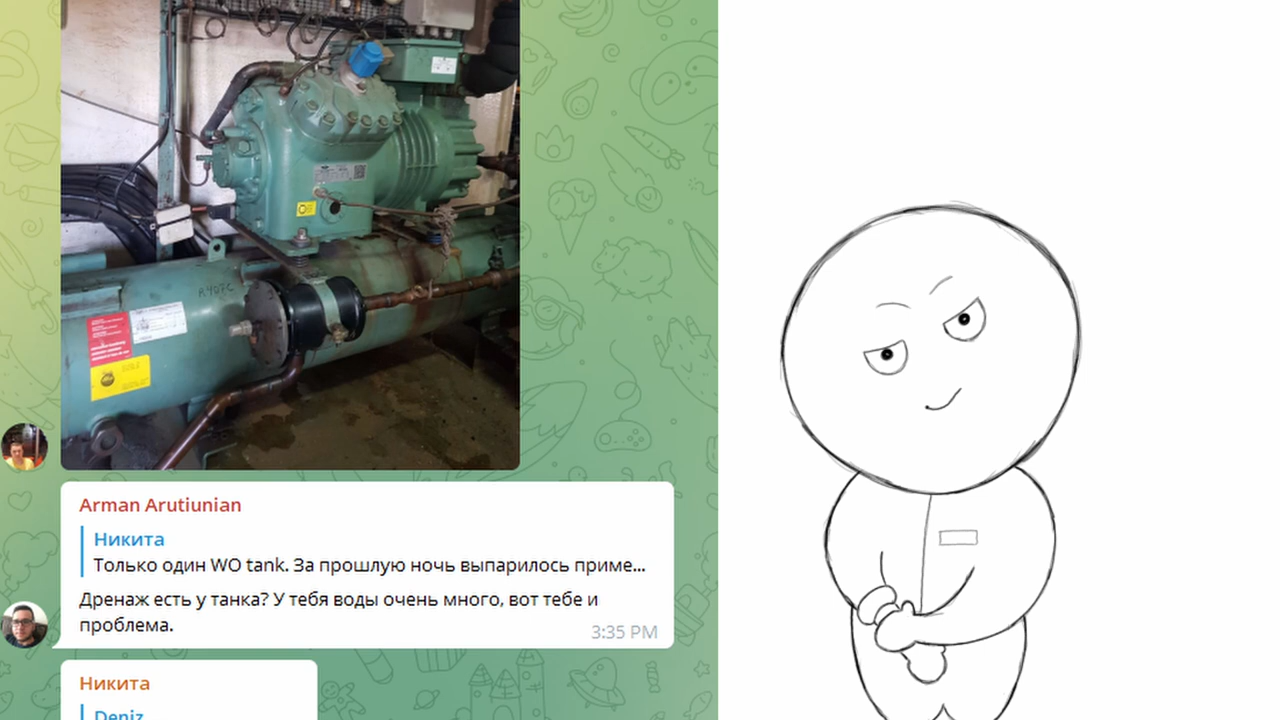 R407C
Arman Arutiunian
Никита
Только один WO tank. За прошлую ночь выпарилось приме...
Дренаж есть у танка? У тебя воды очень много, вот тебе и
проблема.
3:35 PM
Никита
Deniz